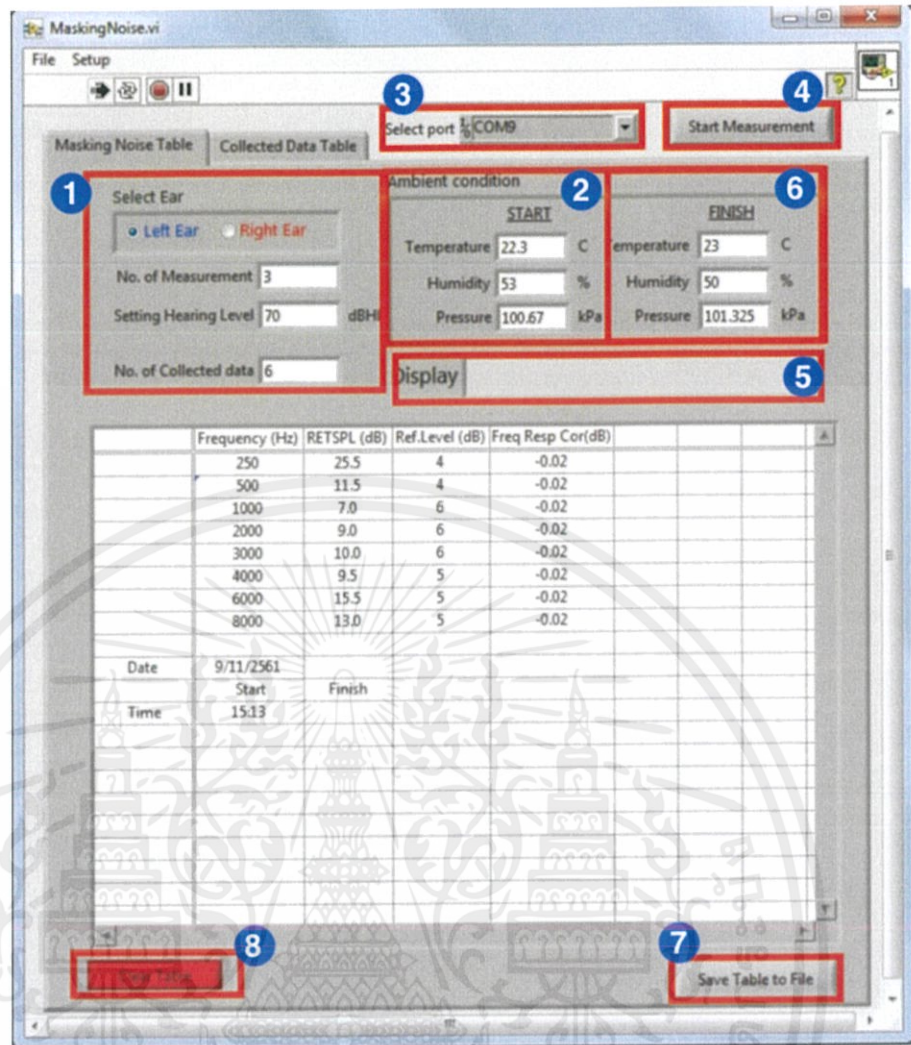 MaskingNoise.vi
File Setup
3
4
Select port COM9
Start Measurement
Masking Noise Table Collected Data Table
1
2
6
Select Ear
Left Ear Right Ear
No. of Measurement 3
Setting Hearing Level 70 dBHl
No. of Collected data 6
Ambient condition
START
Temperature 22.3 C
Humidity 53 %
Pressure 100.67 kPa
FINISH
emperature 23 C
Humidity 50 %
Pressure 101.325 kPa
Display
5
Frequency (Hz) RETSPL (dB) Ref.Level (dB) Freq Resp Cor(dB)
250 25.5 4 -0.02
500 11.5 4 -0.02
1000 7.0 6 -0.02
2000 9.0 6 -0.02
3000 10.0 6 -0.02
4000 9.5 5 -0.02
6000 15.5 5 -0.02
8000 13.0 5 -0.02
Date 9/11/2561
Start Finish
Time 15:13
8
7
Table
Save Table to File